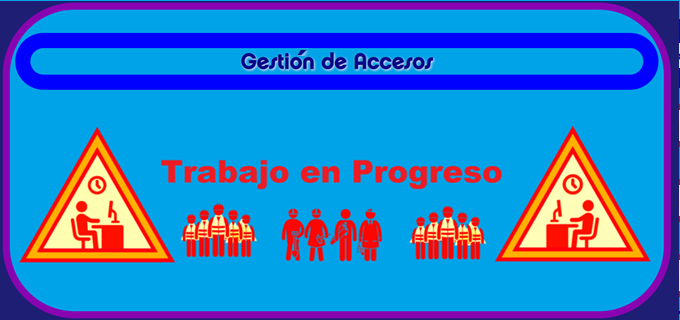 Gestión de Accesos
Trabajo en Progreso